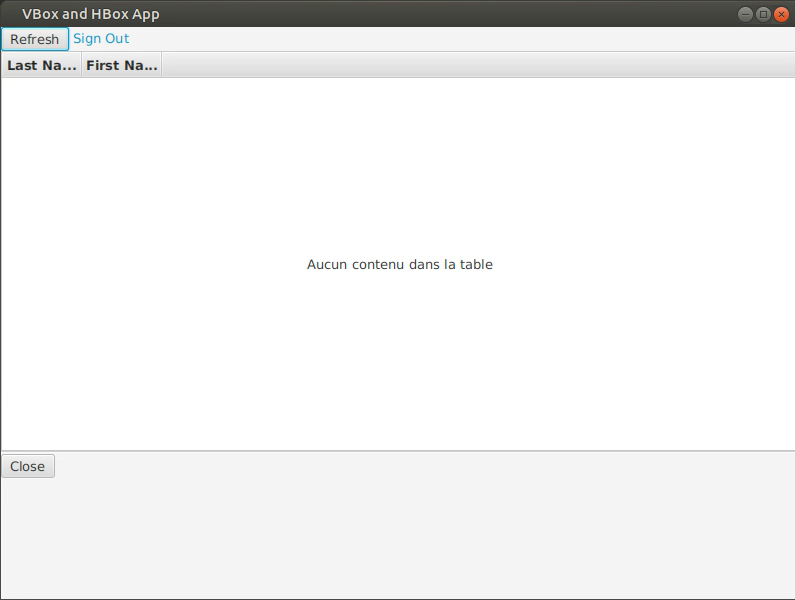 VBox and HBox App
Refresh Sign Out
Last Na... First Na...
Aucun contenu dans la table
Close